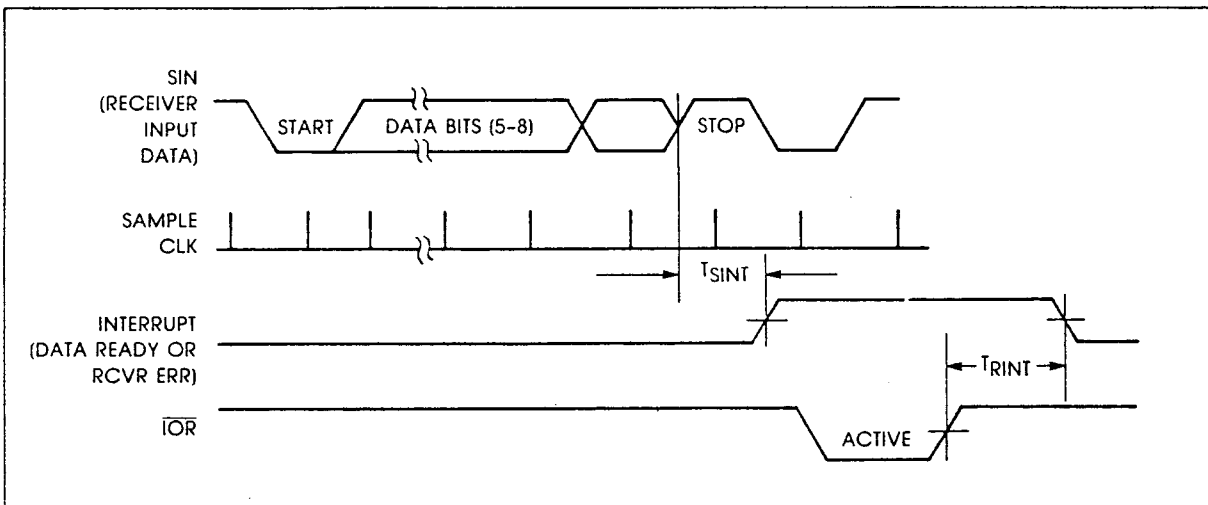 SIN
(RECEIVER
INPUT
DATA)
START
DATA BITS (5-8)
STOP
SAMPLE
CLK
TSINT
INTERRUPT
(DATA READY OR
RCVR ERR)
TRINT
IOR
ACTIVE